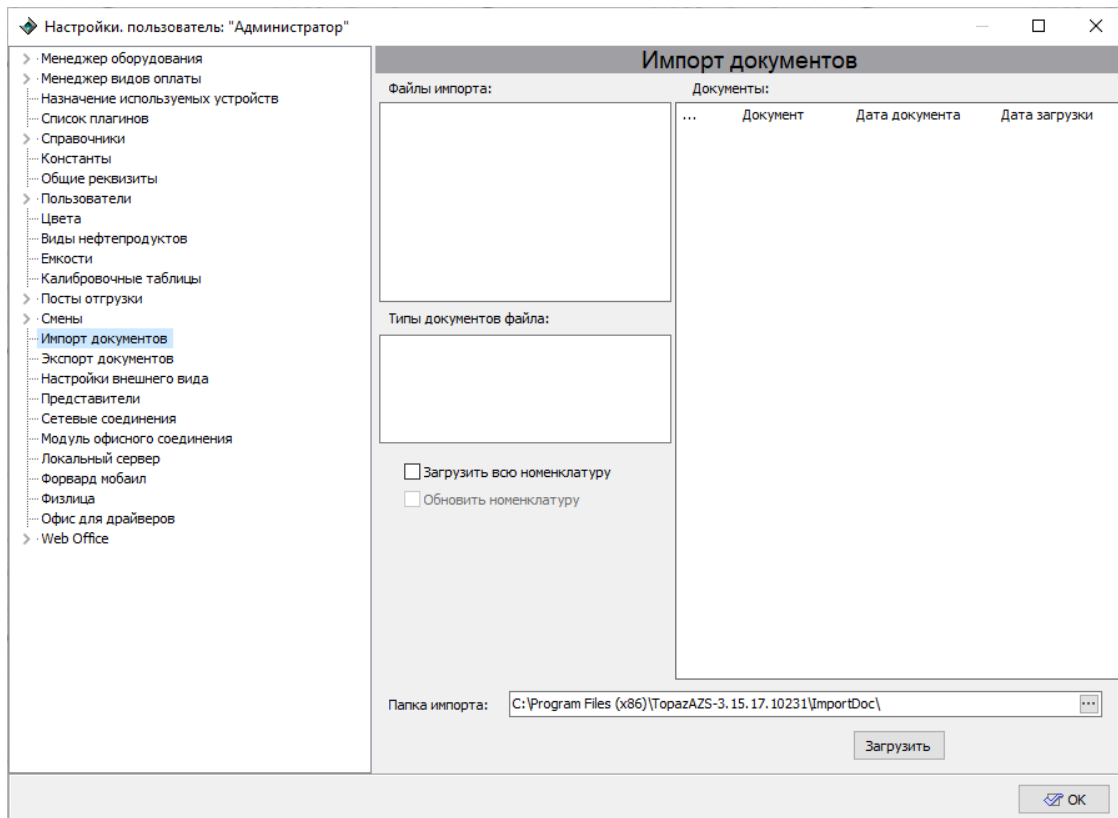 Настройки. пользователь: "Администратор"
Менеджер оборудования
Менеджер видов оплаты
Назначение используемых устройств
Список плагинов
Справочники
Константы
Общие реквизиты
Пользователи
Цвета
Виды нефтепродуктов
Емкости
Калибровочные таблицы
Посты отгрузки
Смены
Импорт документов
Экспорт документов
Настройки внешнего вида
Представители
Сетевые соединения
Модуль офисного соединения
Локальный сервер
Форвард мобаил
Физлица
Офис для драйверов
Web Office
Импорт документов
Файлы импорта:
Документы:
... Документ Дата документа Дата загрузки
Типы документов файла:
Загрузить всю номенклатуру
Обновить номенклатуру
Папка импорта: C:\Program Files (x86)\TopazAZS-3.15.17.10231\ImportDoc\ ...
Загрузить
OK